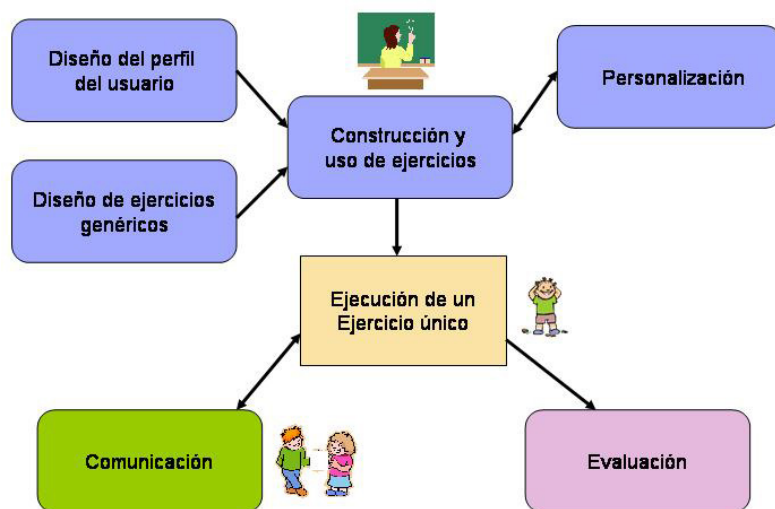 Diseño del perfil
del usuario
Personalización
Construcción y
uso de ejercicios
Diseño de ejercicios
genéricos
Ejecución de un
Ejercicio único
Comunicación
Evaluación